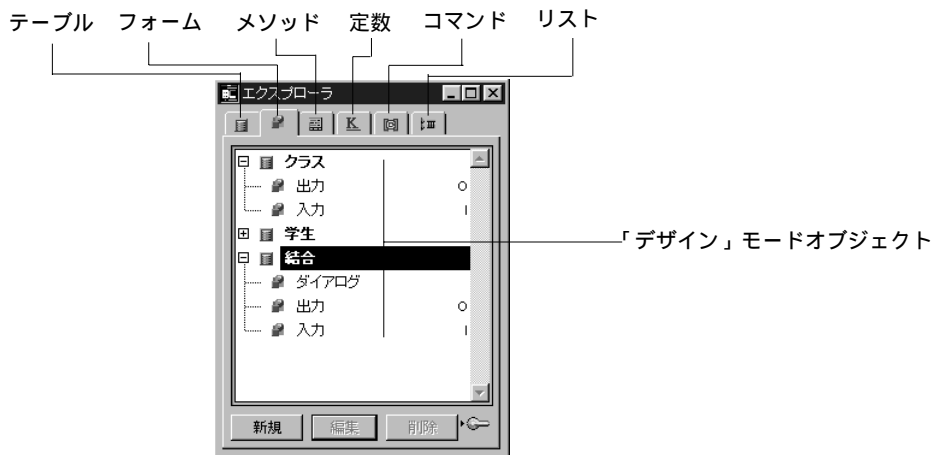 テーブル フォーム メソッド 定数 コマンド リスト
エクスプローラ
K
クラス
出力 O
入力 I
学生
結合
「デザイン」モードオブジェクト
ダイアログ
出力 O
入力 I
新規 編集 削除